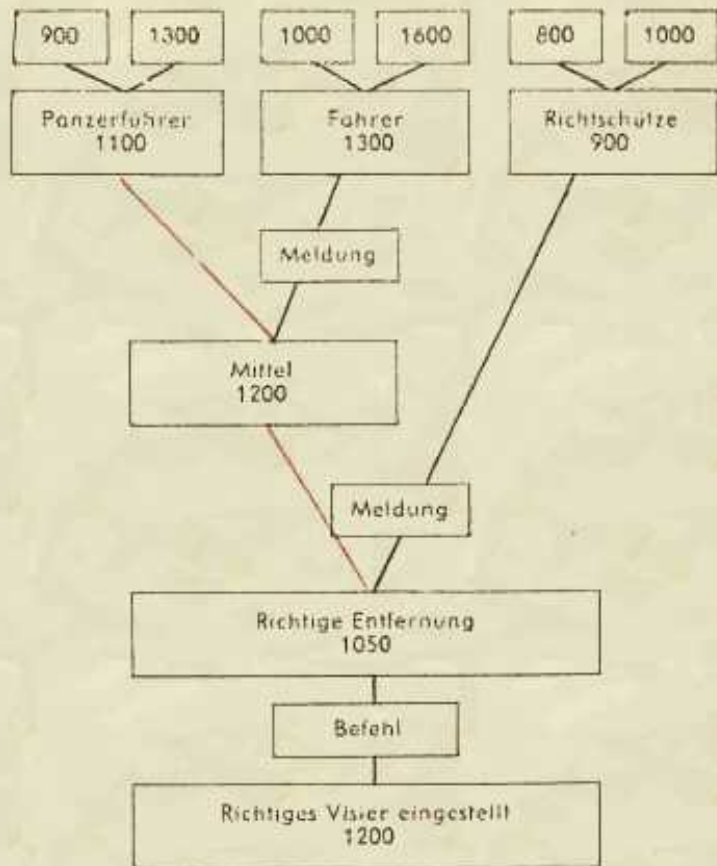 900 1300 1000 1600 800 1000
Panzerführer Fahrer Richtschütze
1100 1300 900
Meldung
Mittel
1200
Meldung
Richtige Entfernung
1050
Befehl
Richtiges Visier eingestellt
1200